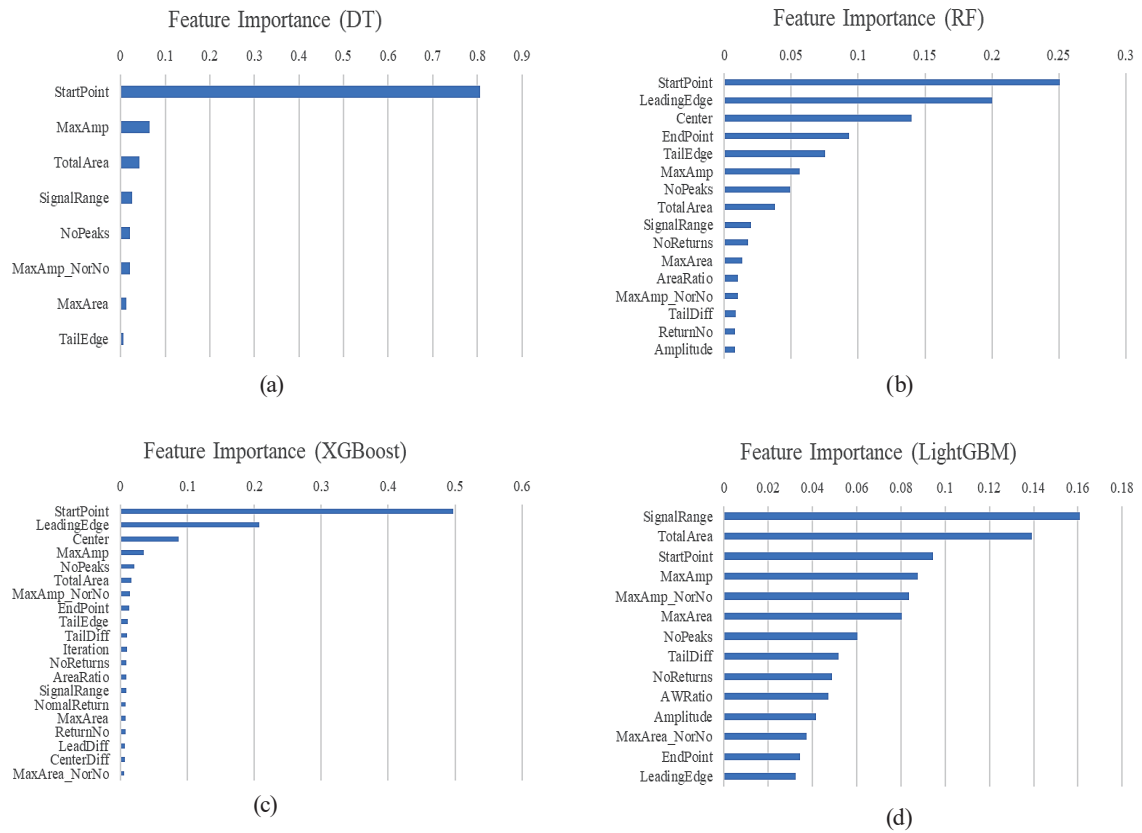 Feature Importance (DT)
0 0.1 0.2 0.3 0.4 0.5 0.6 0.7 0.8 0.9
StartPoint
MaxAmp
TotalArea
SignalRange
NoPeaks
MaxAmp_NorNo
MaxArea
TailEdge
(a)
Feature Importance (RF)
0 0.05 0.1 0.15 0.2 0.25 0.3
StartPoint
LeadingEdge
Center
EndPoint
TailEdge
MaxAmp
NoPeaks
TotalArea
SignalRange
NoReturns
MaxArea
AreaRatio
MaxAmp_NorNo
TailDiff
ReturnNo
Amplitude
(b)
Feature Importance (XGBoost)
0 0.1 0.2 0.3 0.4 0.5 0.6
StartPoint
LeadingEdge
Center
MaxAmp
NoPeaks
TotalArea
MaxAmp_NorNo
EndPoint
TailEdge
TailDiff
Iteration
NoReturns
AreaRatio
SignalRange
NomalReturn
MaxArea
ReturnNo
LeadDiff
CenterDiff
MaxArea_NorNo
(c)
Feature Importance (LightGBM)
0 0.02 0.04 0.06 0.08 0.1 0.12 0.14 0.16 0.18
SignalRange
TotalArea
StartPoint
MaxAmp
MaxAmp_NorNo
MaxArea
NoPeaks
TailDiff
NoReturns
AWRatio
Amplitude
MaxArea_NorNo
EndPoint
LeadingEdge
(d)